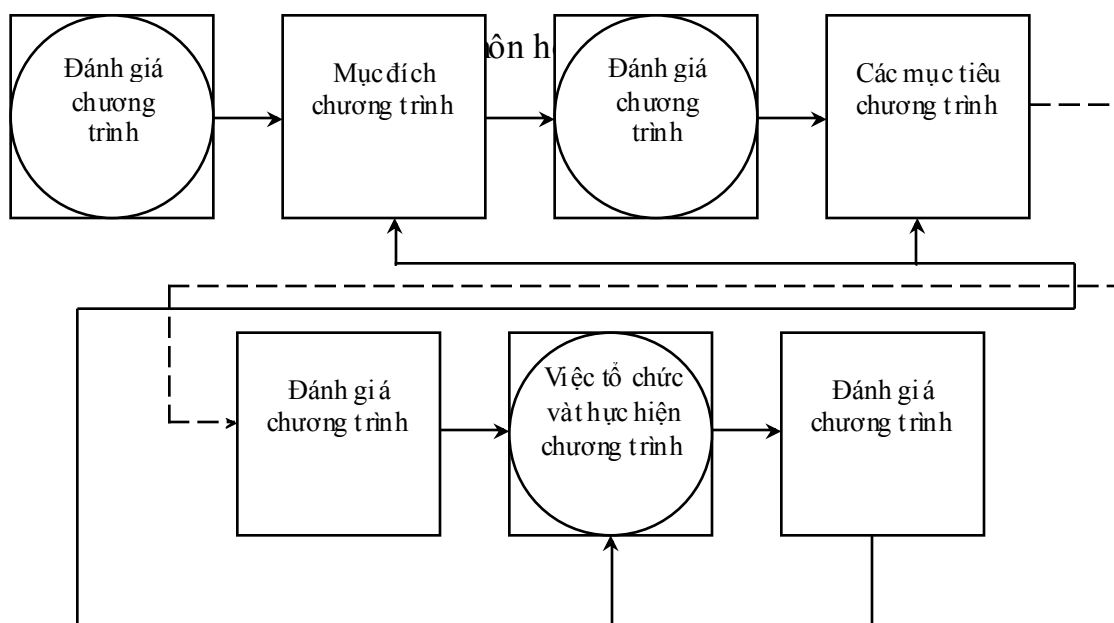 Đánh giá
chương
trình
Mục đích
chương trình
ôn h
Đánh giá
chương
trình
Các mục tiêu
chương trình
Đánh giá
chương trình
Việc tổ chức
và thực hiện
chương trình
Đánh giá
chương trình